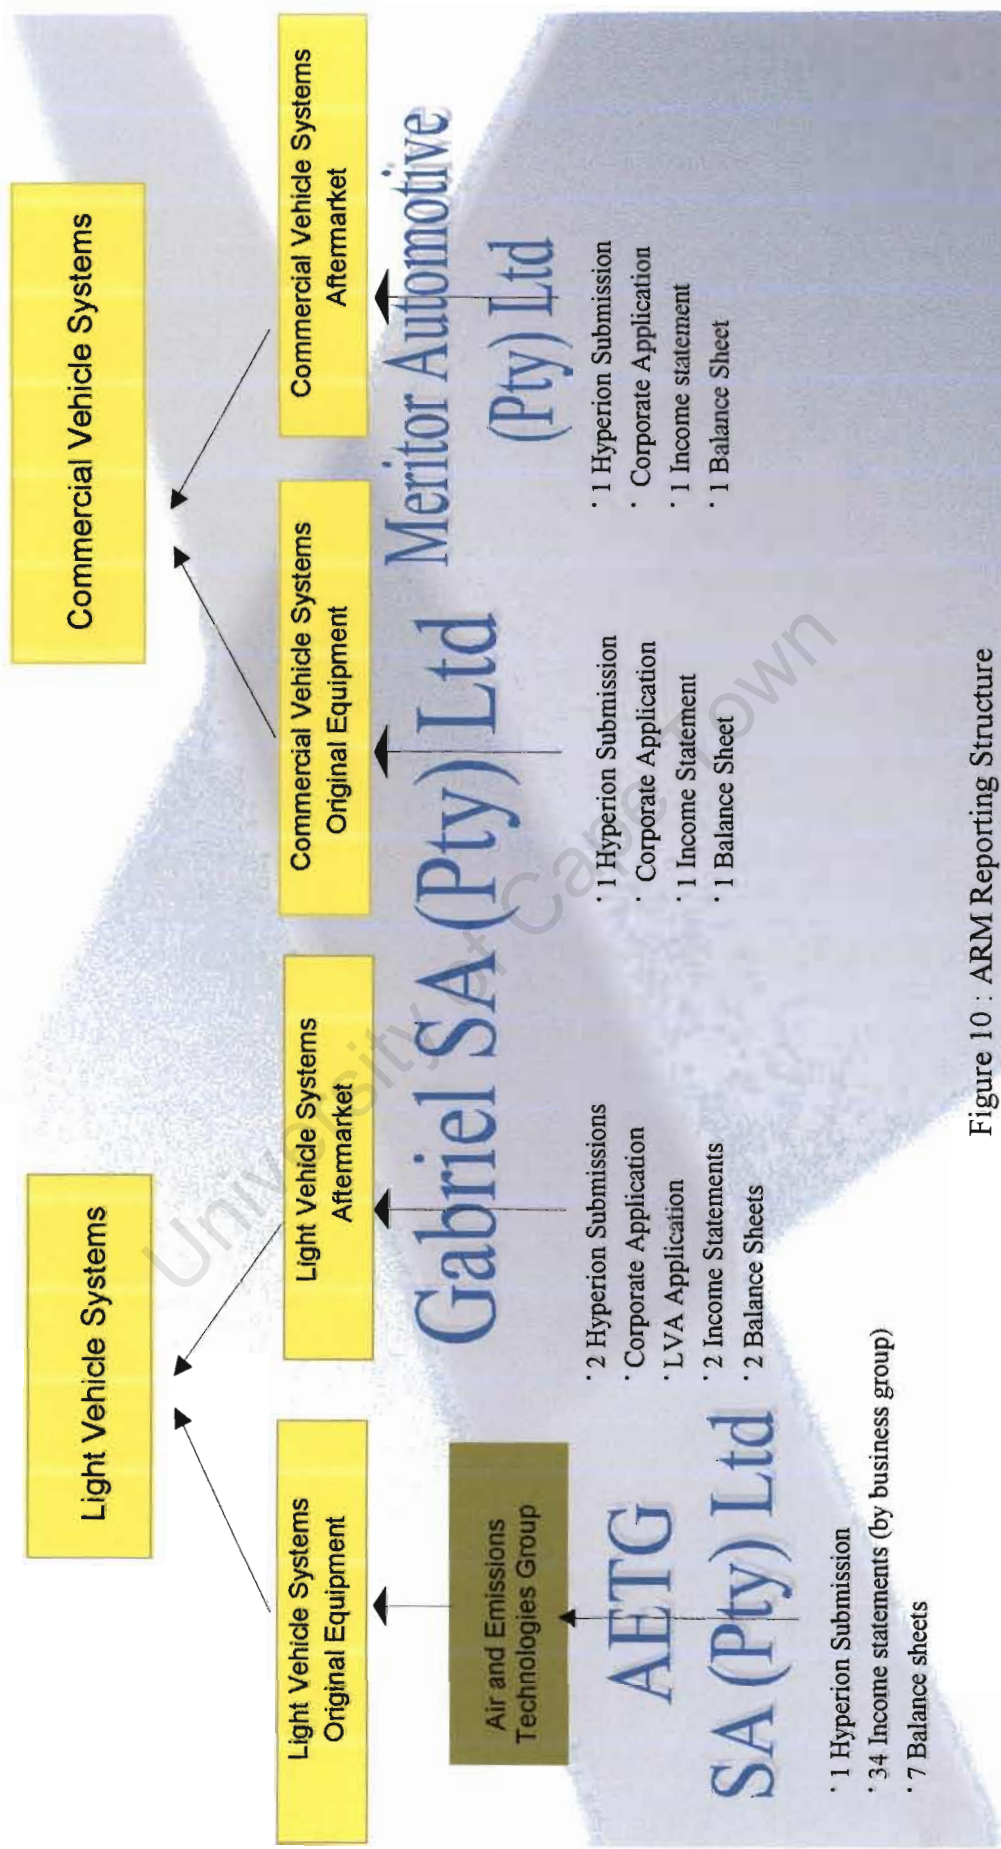 Light Vehicle Systems
Commercial Vehicle Systems
Light Vehicle Systems
Original Equipment
Light Vehicle Systems
Aftermarket
Commercial Vehicle Systems
Original Equipment
Commercial Vehicle Systems
Aftermarket
Air and Emissions
Technologies Group
AETG
SA (Pty) Ltd
· 1 Hyperion Submission
· 34 Income statements (by business group)
· 7 Balance sheets
Gabriel SA (Pty) Ltd
· 2 Hyperion Submissions
· Corporate Application
· LVA Application
· 2 Income Statements
· 2 Balance Sheets
· 1 Hyperion Submission
· Corporate Application
· 1 Income Statement
· 1 Balance Sheet
Meritor Automotive
(Pty) Ltd
· 1 Hyperion Submission
· Corporate Application
· 1 Income statement
· 1 Balance Sheet
University of Cape Town
Figure 10 : ARM Reporting Structure